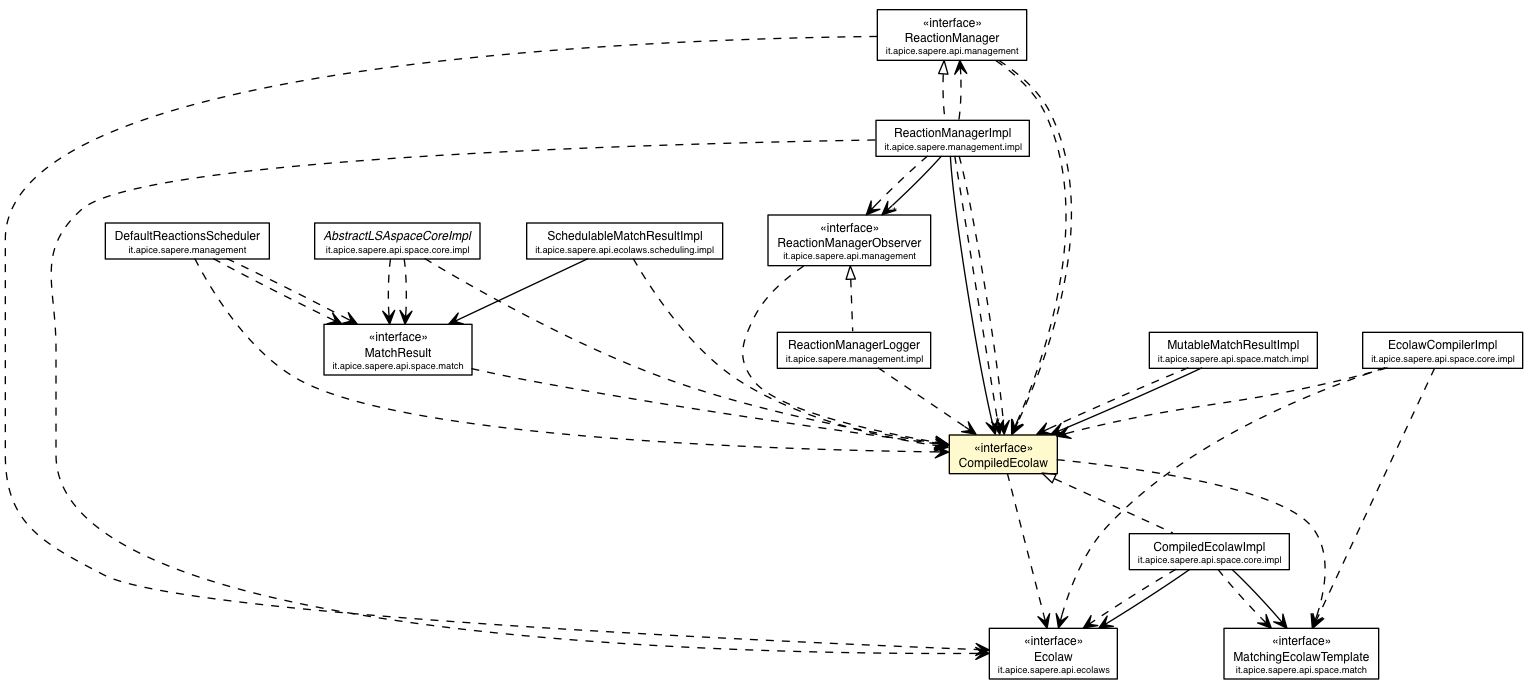 «interface»
ReactionManager
it.apice.sapere.api.management
ReactionManagerImpl
it.apice.sapere.management.impl
DefaultReactionsScheduler
it.apice.sapere.management
AbstractLSAspaceCoreImpl
it.apice.sapere.api.space.core.impl
SchedulableMatchResultImpl
it.apice.sapere.api.ecolaws.scheduling.impl
«interface»
ReactionManagerObserver
it.apice.sapere.api.management
«interface»
MatchResult
it.apice.sapere.api.space.match
ReactionManagerLogger
it.apice.sapere.management.impl
MutableMatchResultImpl
it.apice.sapere.api.space.match.impl
EcolawCompilerImpl
it.apice.sapere.api.space.core.impl
«interface»
CompiledEcolaw
CompiledEcolawImpl
it.apice.sapere.api.space.core.impl
«interface»
Ecolaw
it.apice.sapere.api.ecolaws
«interface»
MatchingEcolawTemplate
it.apice.sapere.api.space.match